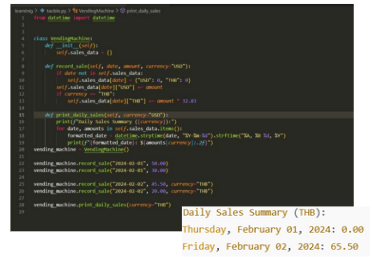 learning > testim.py > VendingMachine > print_daily_sales
1 from datetime import datetime
2
3
4 class VendingMachine:
5 def __init__(self):
6 self.sales_data = {}
7
8 def record_sale(self, date, amount, currency="USD"):
9 if date not in self.sales_data:
10 self.sales_data[date] = {"USD": 0, "THB": 0}
11 self.sales_data[date]["USD"] += amount
12 if currency == "THB":
13 self.sales_data[date]["THB"] += amount * 32.83
14
15 def print_daily_sales(self, currency="USD"):
16 print(f"Daily Sales Summary ({currency}):")
17 for date, amounts in self.sales_data.items():
18 formatted_date = datetime.strptime(date, "%Y-%m-%d").strftime("%A, %B %d, %Y")
19 print(f"{formatted_date}: ${amounts[currency]:.2f}")
20 vending_machine = VendingMachine()
21
22 vending_machine.record_sale("2024-02-01", 50.00)
23 vending_machine.record_sale("2024-02-01", 30.00)
24
25 vending_machine.record_sale("2024-02-02", 45.50, currency="THB")
26 vending_machine.record_sale("2024-02-02", 20.00, currency="THB")
27
28 vending_machine.print_daily_sales(currency="THB")
29
Daily Sales Summary (THB):
Thursday, February 01, 2024: 0.00
Friday, February 02, 2024: 65.50